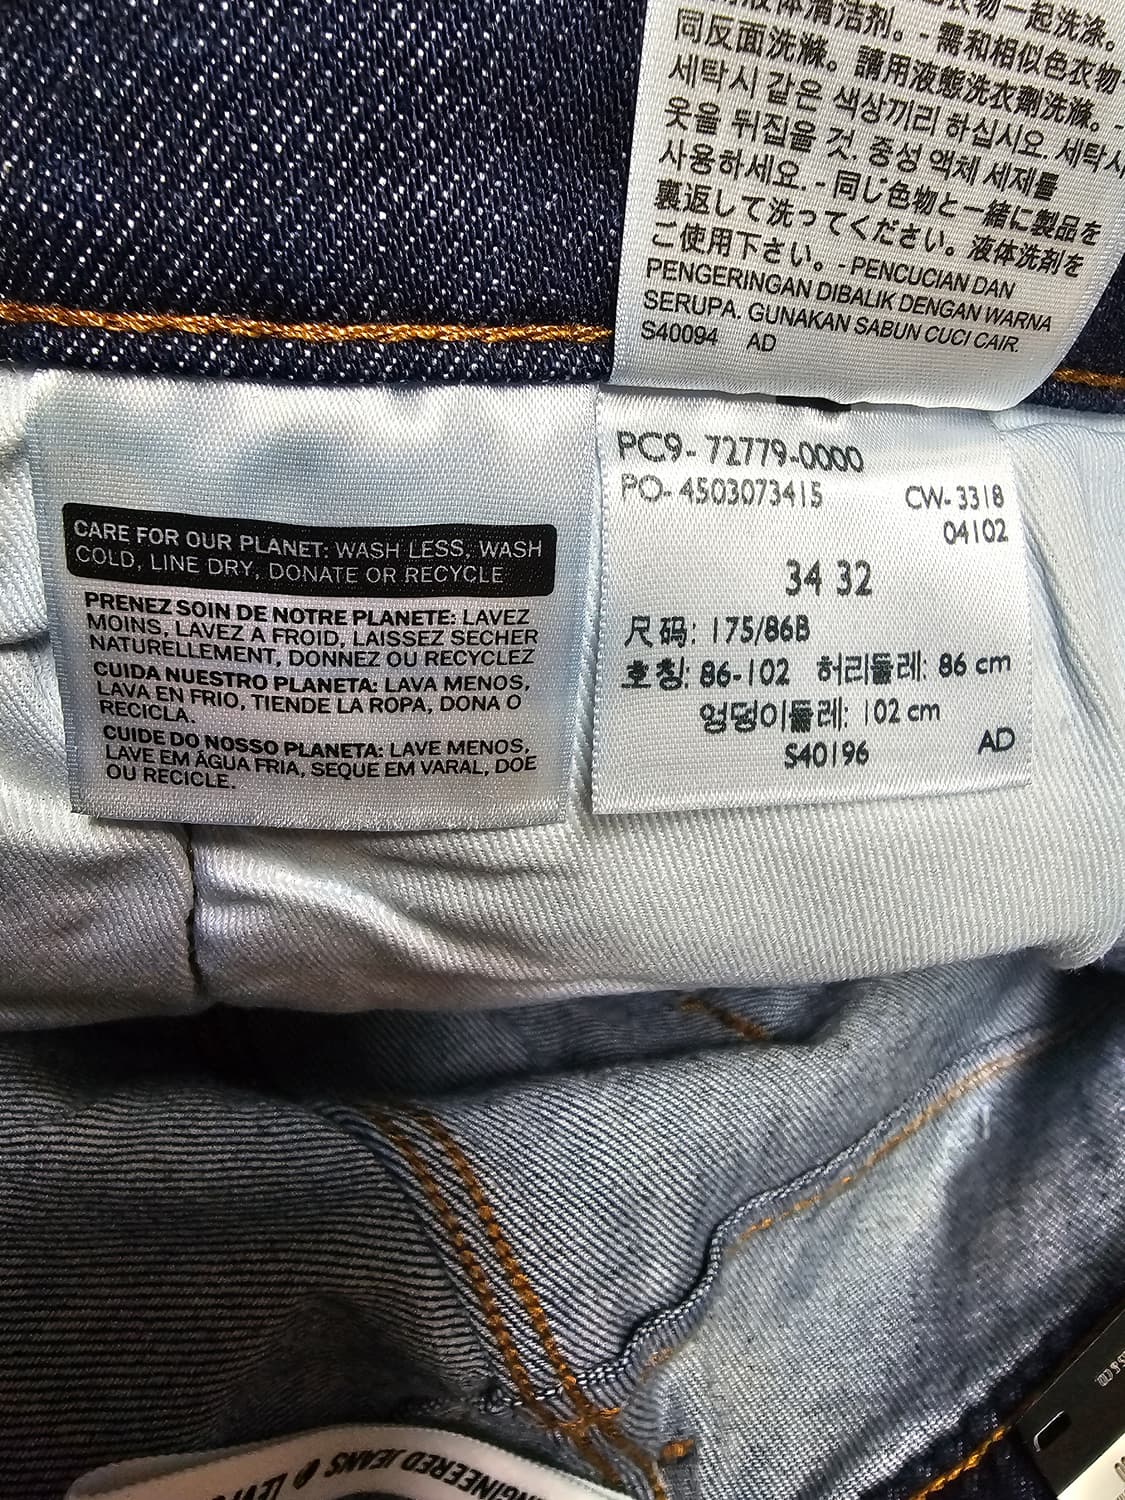 衣物一起洗涤。
液体清洁剂。- 需和相似色衣物
同反面洗滌。請用液態洗衣劑洗滌。-
세탁시 같은 색상끼리 하십시오. 세탁시
옷을 뒤집을 것. 중성 액체 세제를
사용하세요. - 同じ色物と一緒に製品を
裏返して洗ってください。液体洗剤を
ご使用下さい。- PENCUCIAN DAN
PENGERINGAN DIBALIK DENGAN WARNA
SERUPA. GUNAKAN SABUN CUCI CAIR.
S40094 AD
CARE FOR OUR PLANET: WASH LESS, WASH
COLD, LINE DRY, DONATE OR RECYCLE
PRENEZ SOIN DE NOTRE PLANETE: LAVEZ
MOINS, LAVEZ A FROID, LAISSEZ SECHER
NATURELLEMENT, DONNEZ OU RECYCLEZ
CUIDA NUESTRO PLANETA: LAVA MENOS,
LAVA EN FRIO, TIENDE LA ROPA, DONA O
RECICLA.
CUIDE DO NOSSO PLANETA: LAVE MENOS,
LAVE EM ÁGUA FRIA, SEQUE EM VARAL, DOE
OU RECICLE.
PC9- 72779-0000
PO- 4503073415 CW- 3318
04102
34 32
尺码: 175/86B
호칭: 86-102 허리둘레: 86 cm
엉덩이둘레: 102 cm
S40196 AD
ENGINEERED JEANS